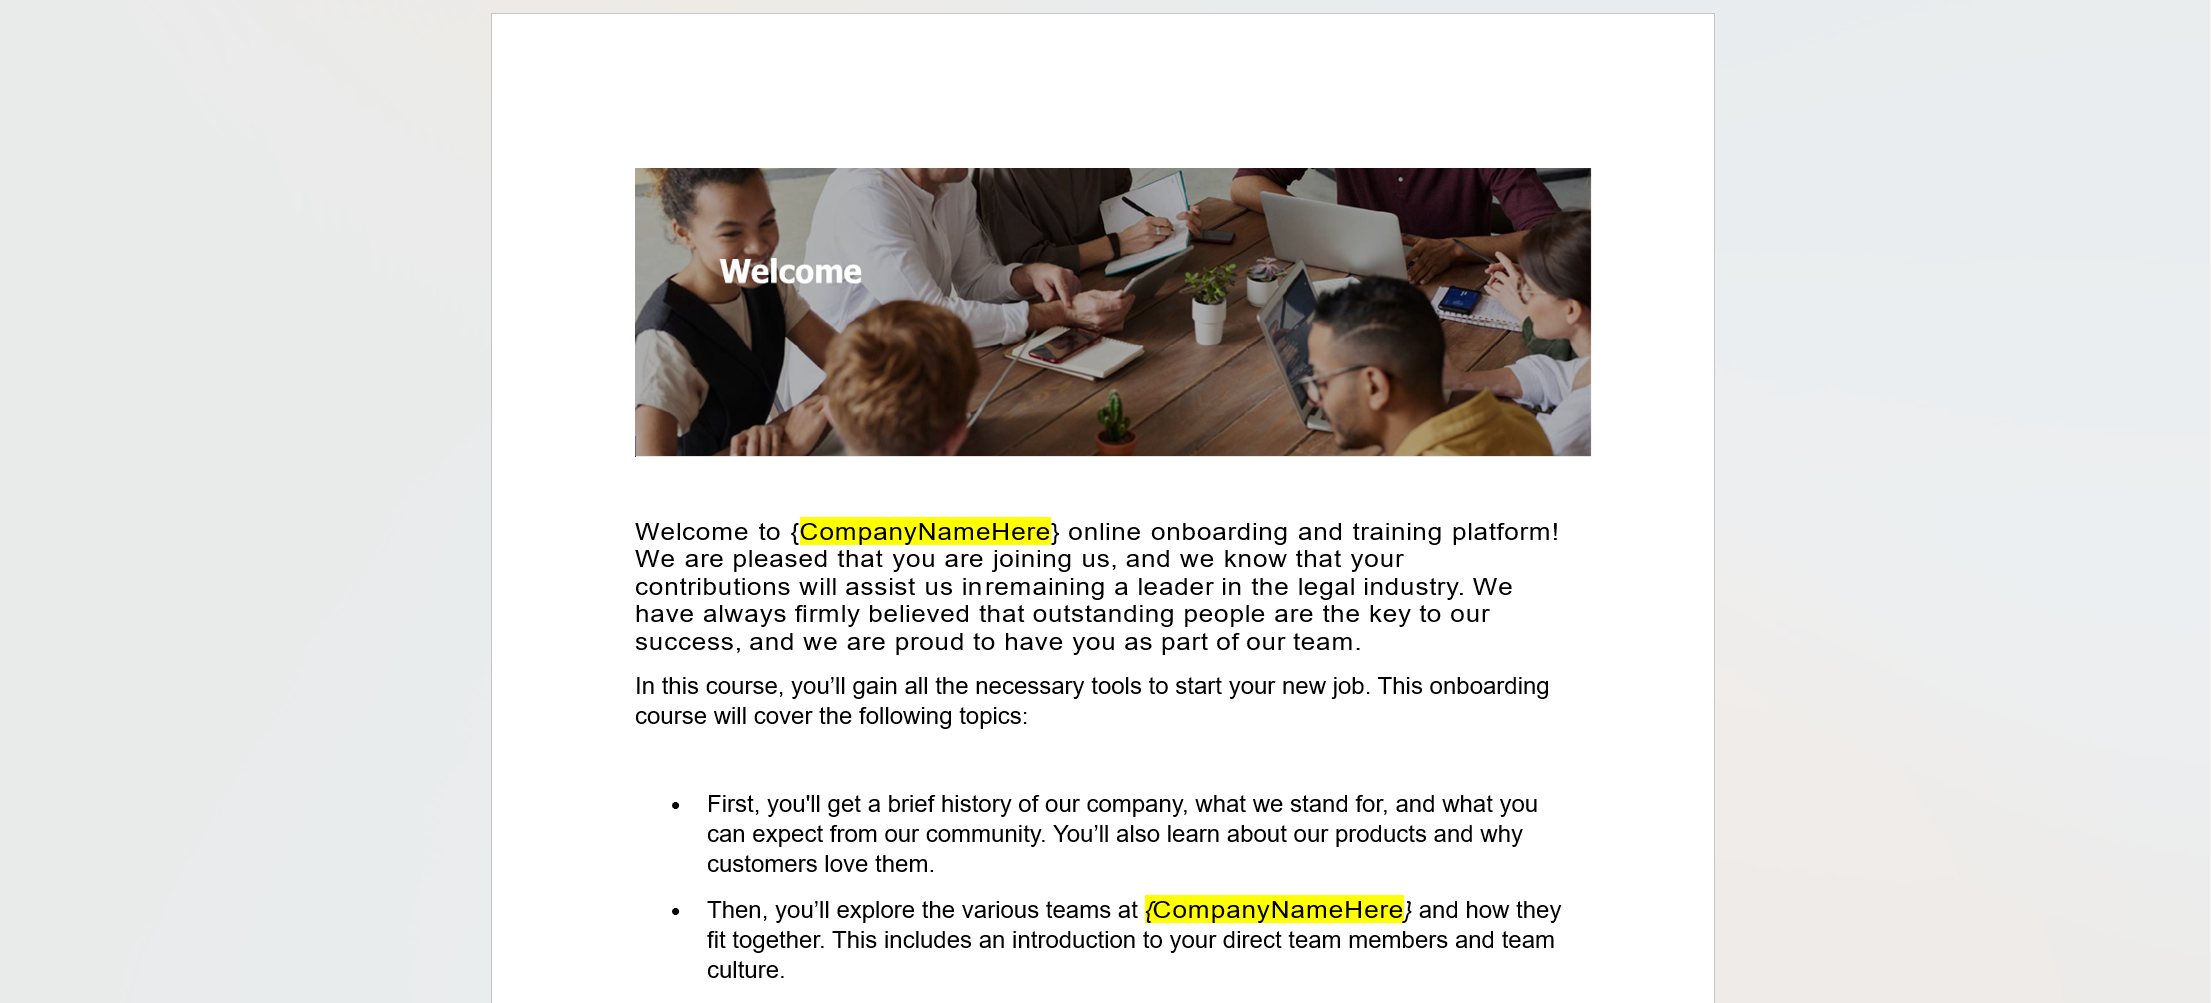 Welcome
Welcome to {CompanyNameHere} online onboarding and training platform!
We are pleased that you are joining us, and we know that your
contributions will assist us inremaining a leader in the legal industry. We
have always firmly believed that outstanding people are the key to our
success, and we are proud to have you as part of our team.
In this course, you’ll gain all the necessary tools to start your new job. This onboarding
course will cover the following topics:
• First, you'll get a brief history of our company, what we stand for, and what you
can expect from our community. You’ll also learn about our products and why
customers love them.
• Then, you’ll explore the various teams at {CompanyNameHere} and how they
fit together. This includes an introduction to your direct team members and team
culture.